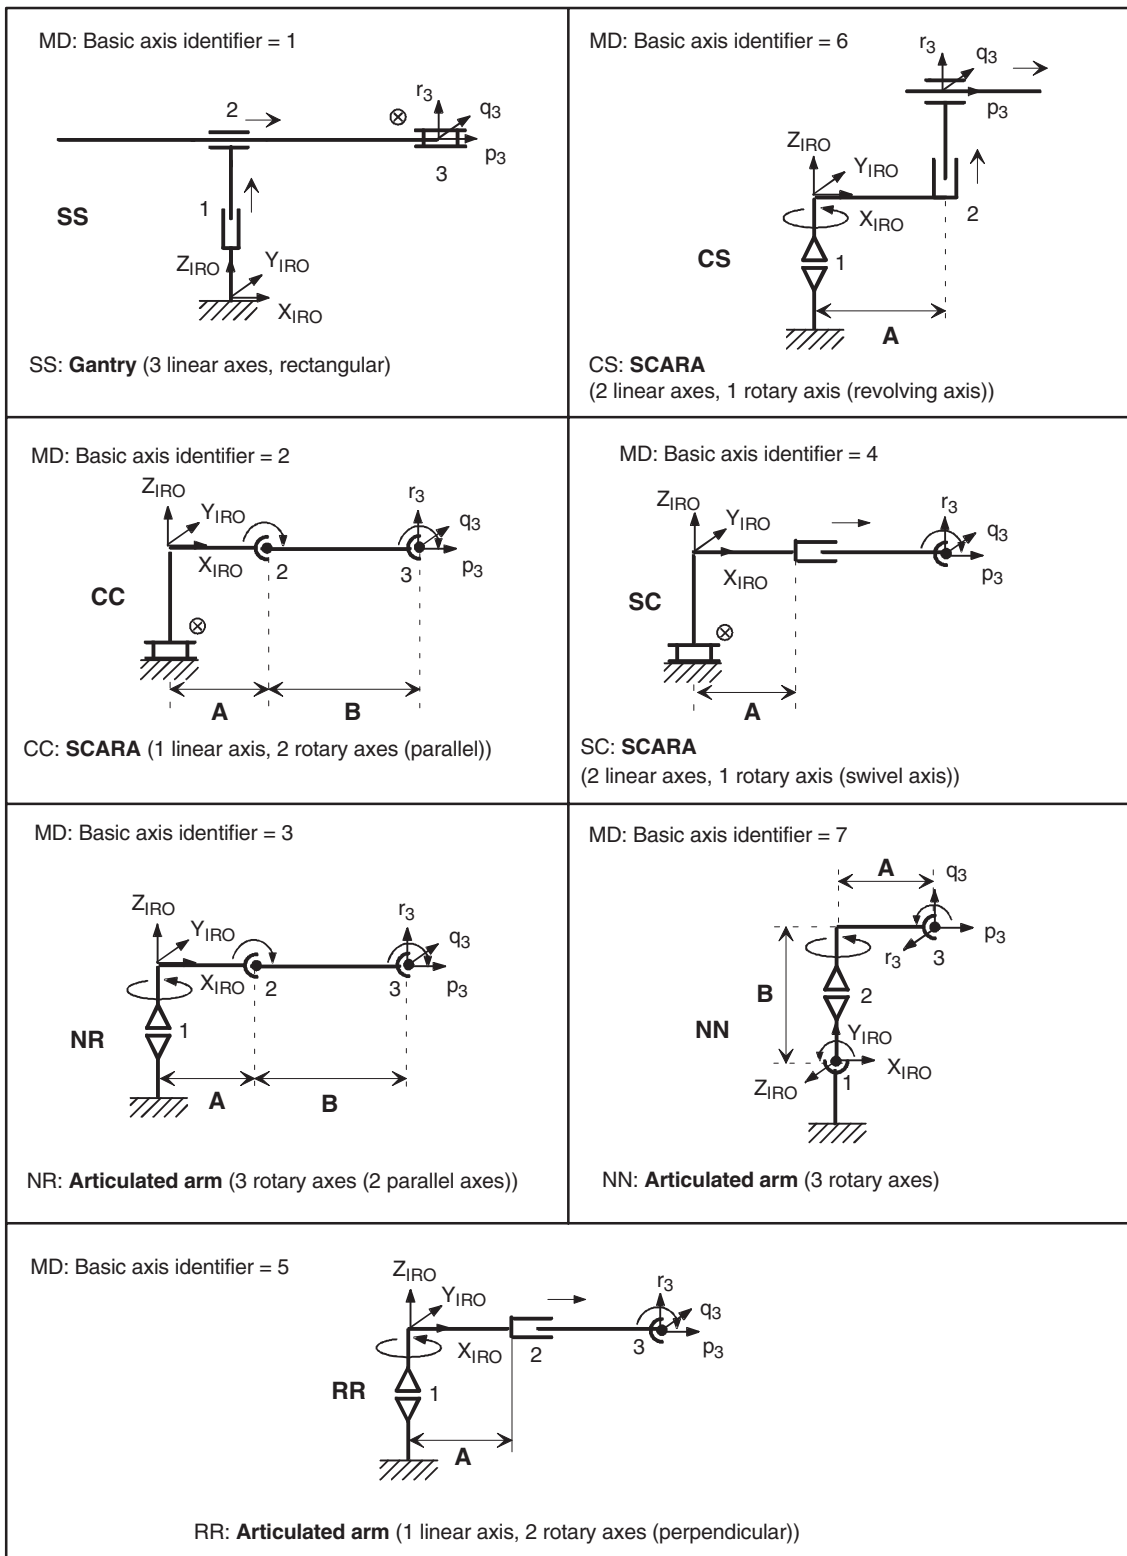 MD: Basic axis identifier = 1
r3
q3
2
p3
3
1
SS
ZIRO
YIRO
XIRO
SS: Gantry (3 linear axes, rectangular)
MD: Basic axis identifier = 6
r3
q3
p3
ZIRO
YIRO
XIRO
2
CS
1
A
CS: SCARA
(2 linear axes, 1 rotary axis (revolving axis))
MD: Basic axis identifier = 2
ZIRO
YIRO
r3
q3
XIRO
2
3
p3
CC
A
B
CC: SCARA (1 linear axis, 2 rotary axes (parallel))
MD: Basic axis identifier = 4
ZIRO
YIRO
r3
q3
XIRO
p3
SC
A
SC: SCARA
(2 linear axes, 1 rotary axis (swivel axis))
MD: Basic axis identifier = 3
ZIRO
YIRO
r3
q3
XIRO
2
3
p3
1
NR
A
B
NR: Articulated arm (3 rotary axes (2 parallel axes))
MD: Basic axis identifier = 7
A
q3
p3
r3
3
B
2
NN
YIRO
XIRO
ZIRO
1
NN: Articulated arm (3 rotary axes)
MD: Basic axis identifier = 5
ZIRO
YIRO
r3
q3
XIRO
2
3
p3
RR
1
A
RR: Articulated arm (1 linear axis, 2 rotary axes (perpendicular))